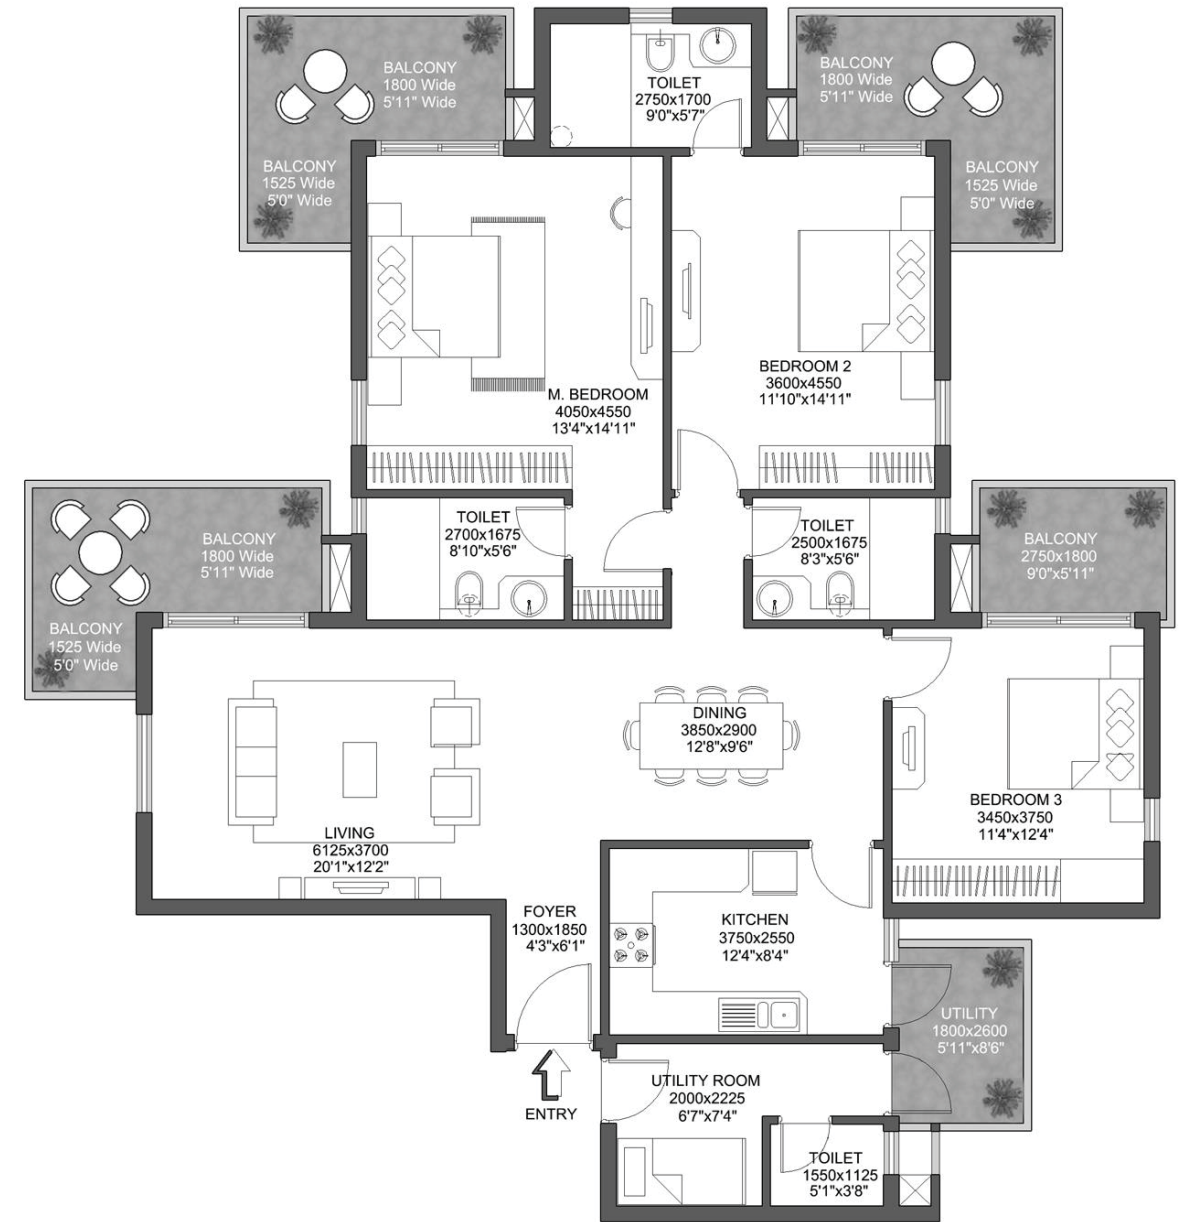 BALCONY
1800 Wide
5'11" Wide
BALCONY
1525 Wide
5'0" Wide
TOILET
2750x1700
9'0"x5'7"
BALCONY
1800 Wide
5'11" Wide
BALCONY
1525 Wide
5'0" Wide
M. BEDROOM
4050x4550
13'4"x14'11"
BEDROOM 2
3600x4550
11'10"x14'11"
BALCONY
1800 Wide
5'11" Wide
BALCONY
1525 Wide
5'0" Wide
TOILET
2700x1675
8'10"x5'6"
TOILET
2500x1675
8'3"x5'6"
BALCONY
2750x1800
9'0"x5'11"
DINING
3850x2900
12'8"x9'6"
LIVING
6125x3700
20'1"x12'2"
BEDROOM 3
3450x3750
11'4"x12'4"
FOYER
1300x1850
4'3"x6'1"
KITCHEN
3750x2550
12'4"x8'4"
UTILITY
1800x2600
5'11"x8'6"
ENTRY
UTILITY ROOM
2000x2225
6'7"x7'4"
TOILET
1550x1125
5'1"x3'8"